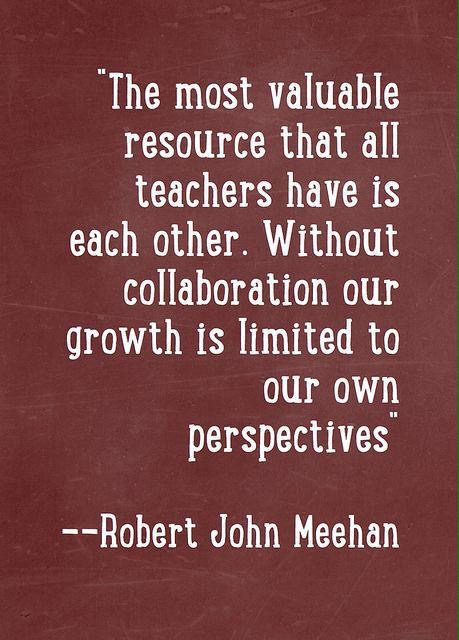 "The most valuable
resource that all
teachers have is
each other. Without
collaboration our
growth is limited to
our own
perspectives"
--Robert John Meehan